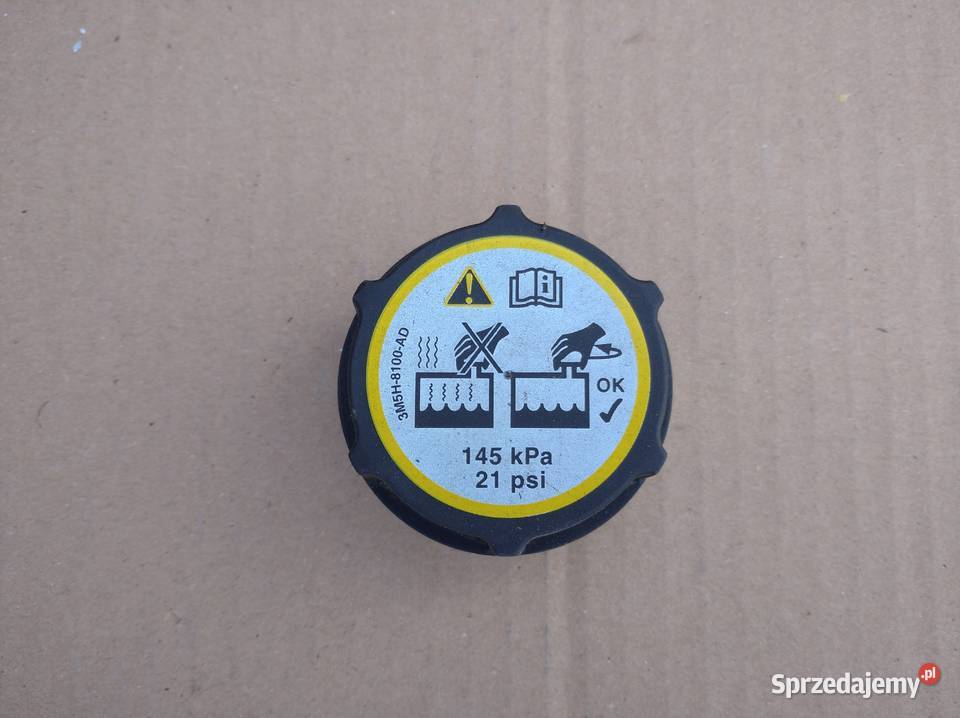 3M5H-8100-AD
OK
145 kPa
21 psi
Sprzedajemy.pl